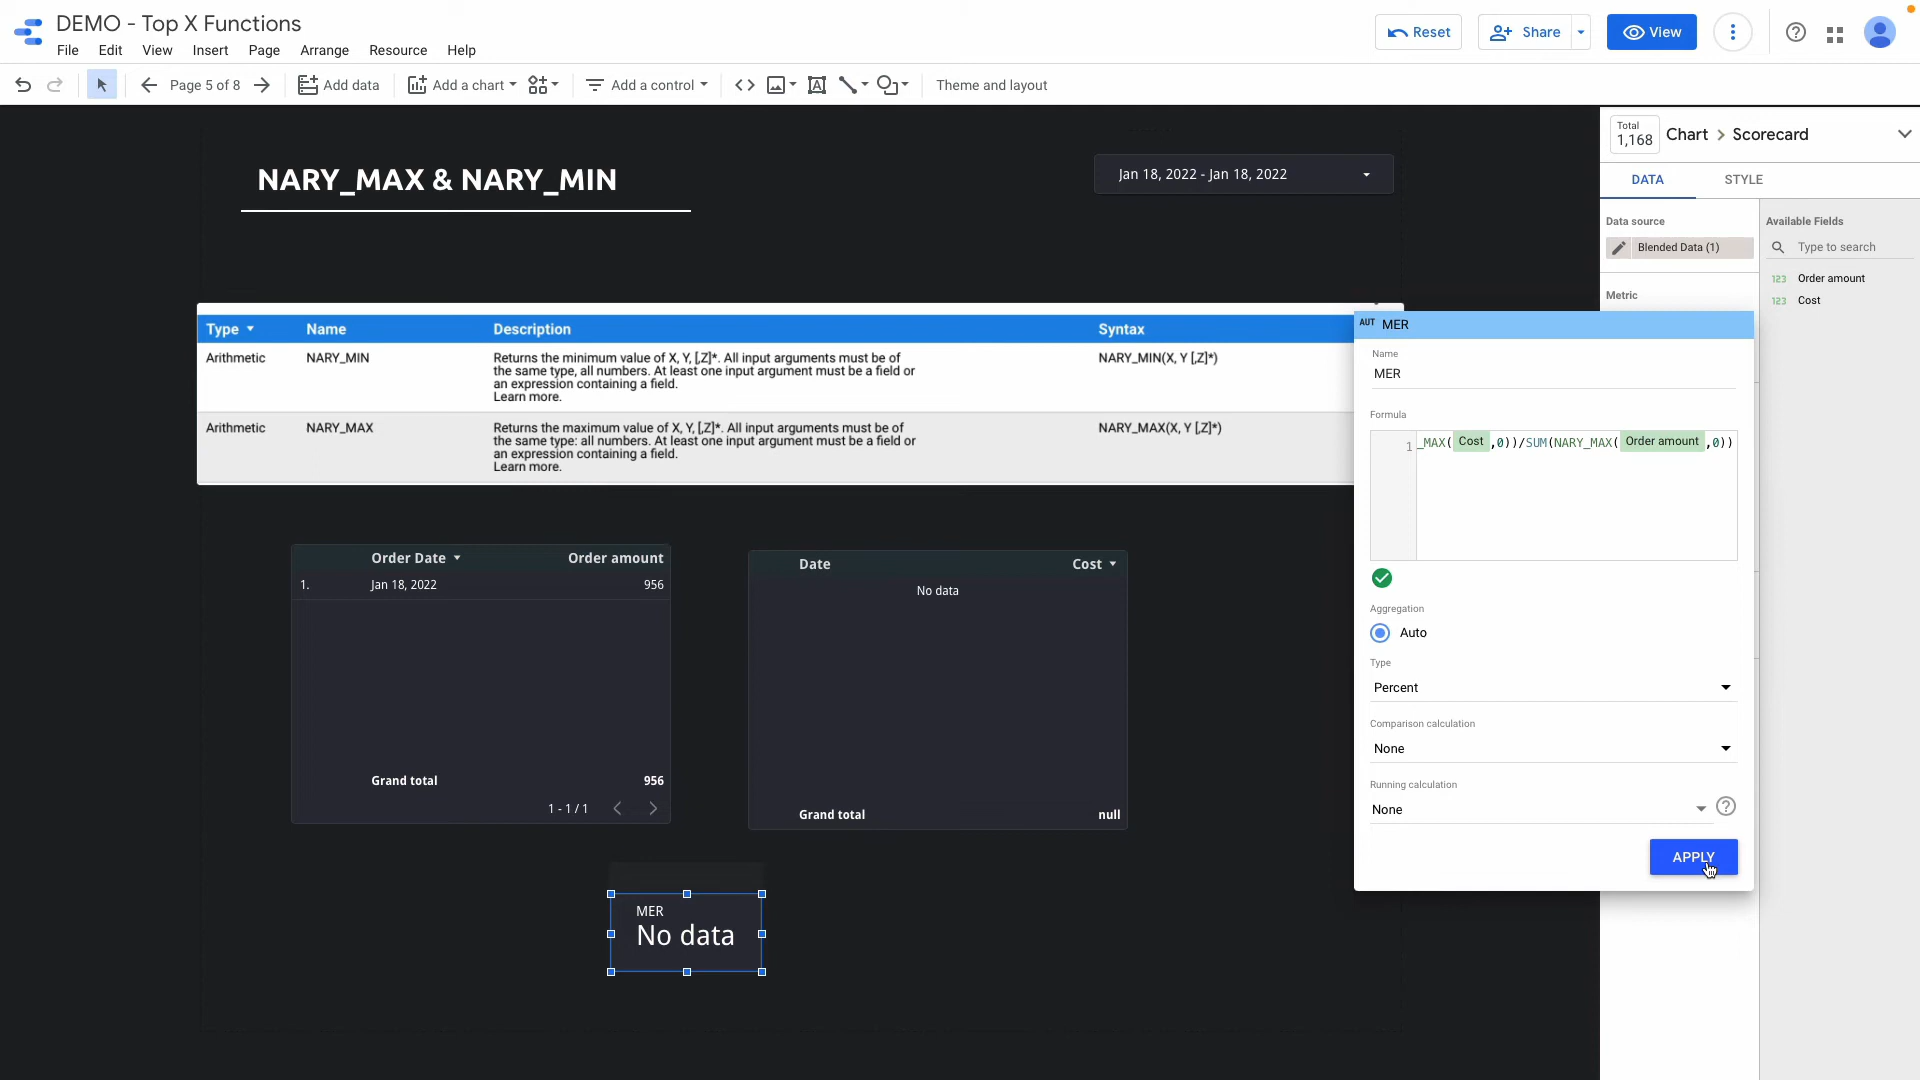 DEMO - Top X Functions
File Edit View Insert Page Arrange Resource Help
Reset Share View
Page 5 of 8 Add data Add a chart Add a control Theme and layout
NARY_MAX & NARY_MIN
Jan 18, 2022 - Jan 18, 2022
Type Name Description Syntax
Arithmetic NARY_MIN Returns the minimum value of X, Y, [,Z]*. All input arguments must be of NARY_MIN(X, Y [,Z]*)
the same type, all numbers. At least one input argument must be a field or
an expression containing a field.
Learn more.
Arithmetic NARY_MAX Returns the maximum value of X, Y, [,Z]*. All input arguments must be of NARY_MAX(X, Y [,Z]*)
the same type: all numbers. At least one input argument must be a field or
an expression containing a field.
Learn more.
Order Date Order amount
1. Jan 18, 2022 956
Grand total 956
1 - 1 / 1
Date Cost
No data
Grand total null
MER
No data
Total
1,168
Chart > Scorecard
DATA STYLE
Data source
Blended Data (1)
Metric
Available Fields
Type to search
123 Order amount
123 Cost
AUT MER
Name
MER
Formula
1 _MAX( Cost ,0))/SUM(NARY_MAX( Order amount ,0))
Aggregation
Auto
Type
Percent
Comparison calculation
None
Running calculation
None
APPLY